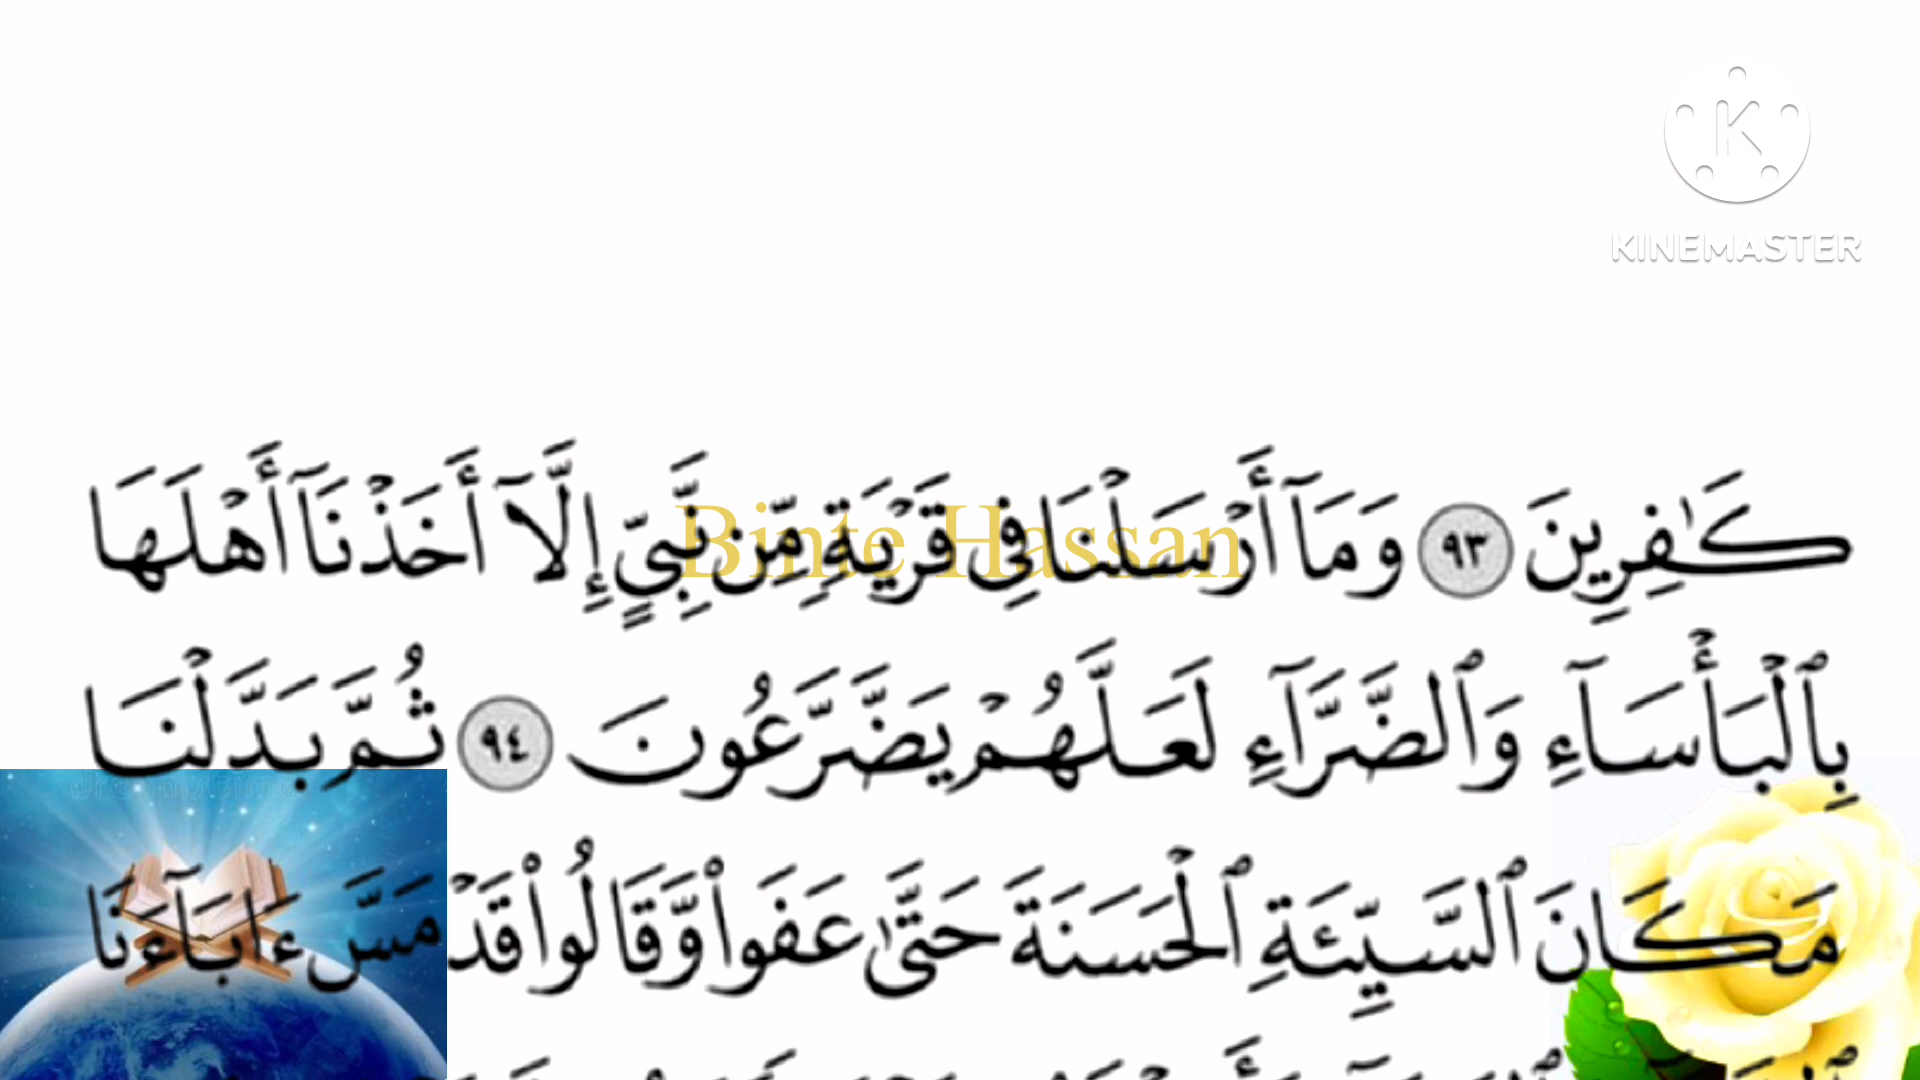 KINEMASTER
كَـٰفِرِينَ ٩٣ وَمَآ أَرْسَلْنَا فِى قَرْيَةٍ مِّن نَّبِىٍّ إِلَّآ أَخَذْنَآ أَهْلَهَا
Binte Hassan
بِٱلْبَأْسَآءِ وَٱلضَّرَّآءِ لَعَلَّهُمْ يَضَّرَّعُونَ ٩٤ ثُمَّ بَدَّلْنَا
مَكَانَ ٱلسَّيِّئَةِ ٱلْحَسَنَةَ حَتَّىٰ عَفَوا۟ وَّقَالُوا۟ قَدْ مَسَّ ءَابَآءَنَا